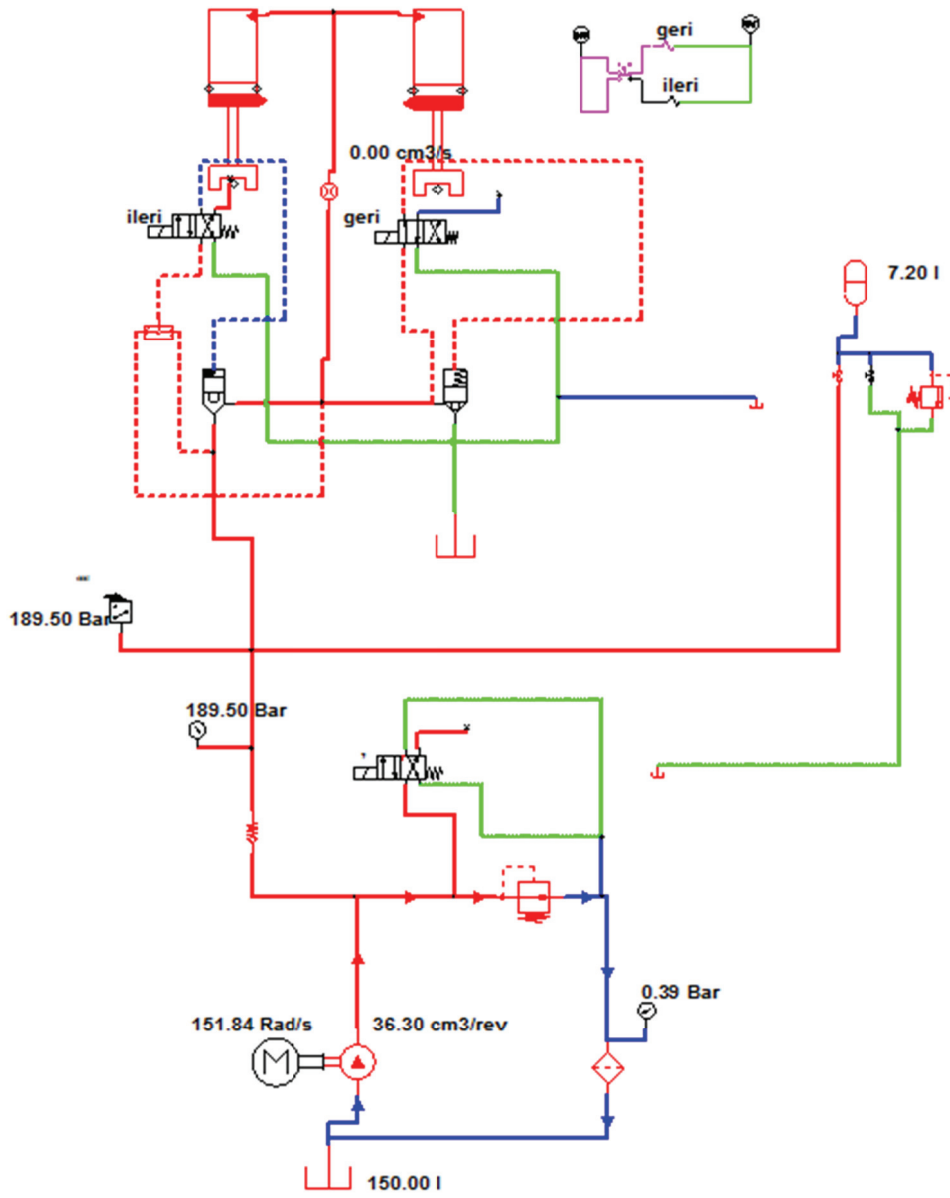 geri
ileri
0.00 cm3/s
ileri
geri
7.20 l
189.50 Bar
189.50 Bar
0.39 Bar
151.84 Rad/s
36.30 cm3/rev
M
150.00 l